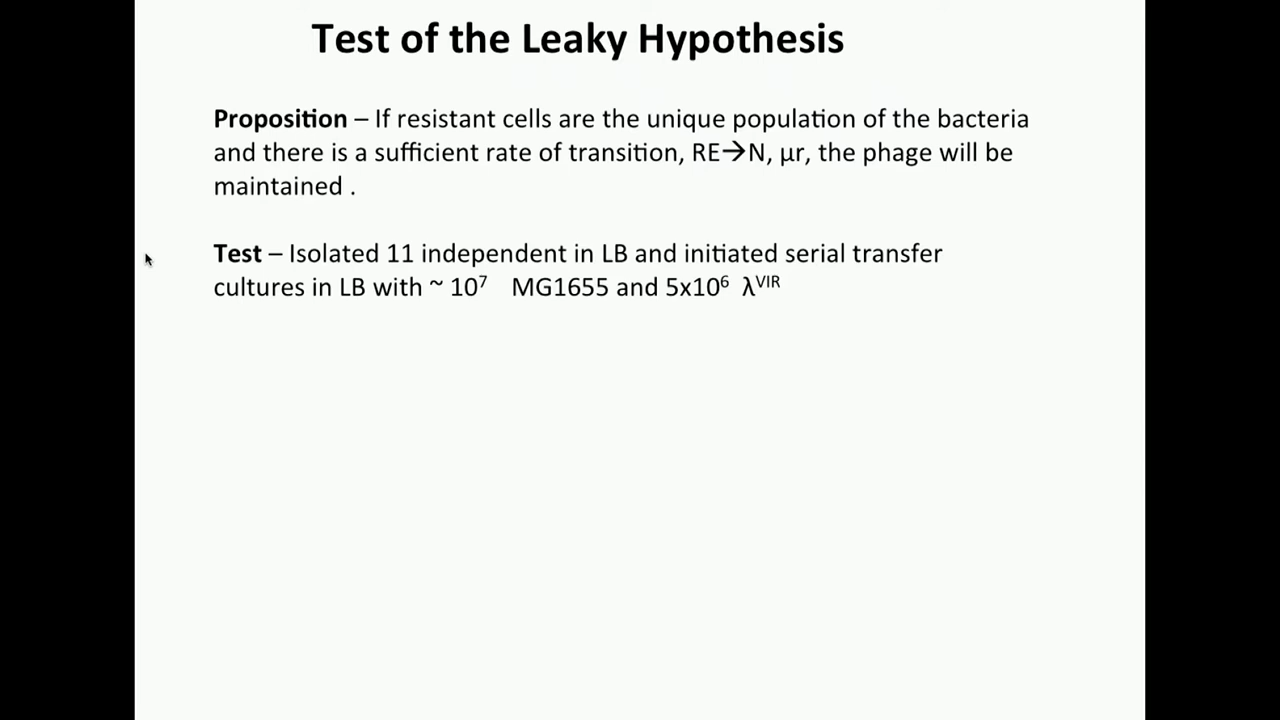 Test of the Leaky Hypothesis
Proposition – If resistant cells are the unique population of the bacteria
and there is a sufficient rate of transition, RE→N, μr, the phage will be
maintained .
Test – Isolated 11 independent in LB and initiated serial transfer
cultures in LB with ~ 10⁷ MG1655 and 5x10⁶ λⱽᴵᴿ